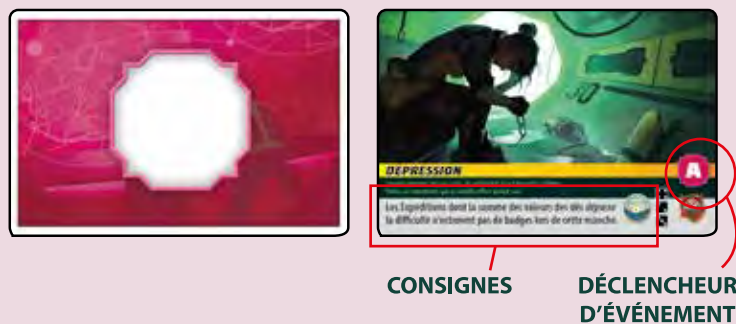 DEPRESSION
A
Les Expéditions dont la somme des valeurs des dés dépasse
la difficulté n'octroient pas de badges lors de cette manche.
CONSIGNES
DÉCLENCHEUR
D'ÉVÉNEMENT